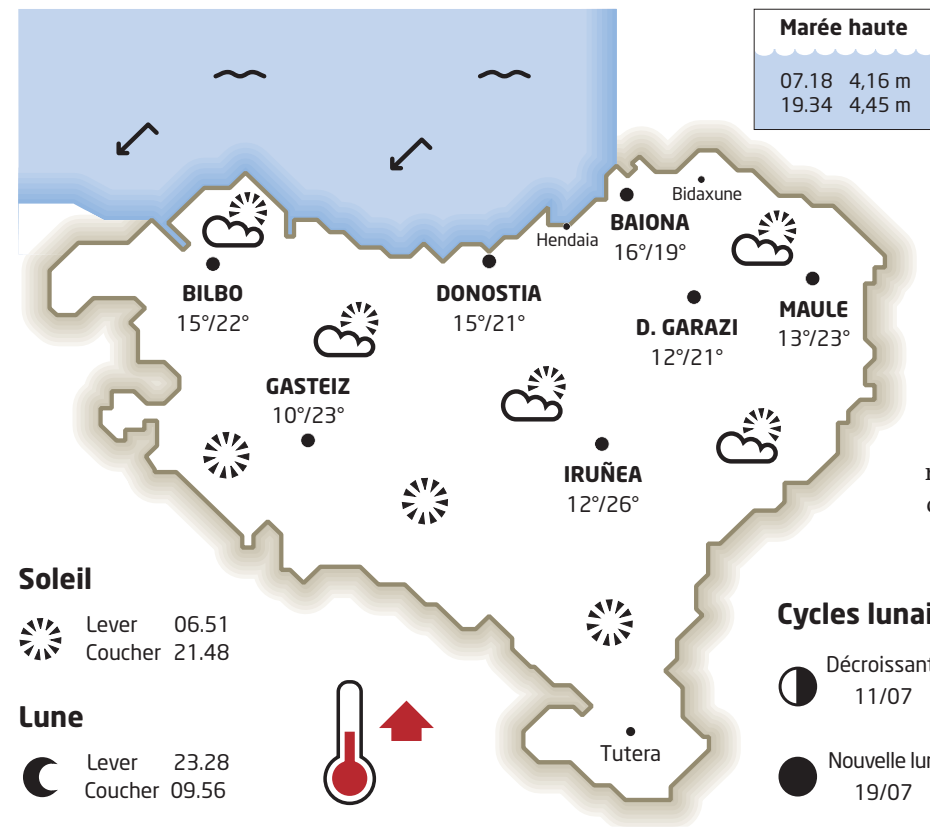 Marée haute
07.18 4,16 m
19.34 4,45 m
Bidaxune
BAIONA
16°/19°
Hendaia
BILBO
15°/22°
DONOSTIA
15°/21°
D. GARAZI
12°/21°
MAULE
13°/23°
GASTEIZ
10°/23°
IRUÑEA
12°/26°
Tutera
Soleil
Lever 06.51
Coucher 21.48
Lune
Lever 23.28
Coucher 09.56
Cycles
Décroissant
11/07
Nouvelle
19/07